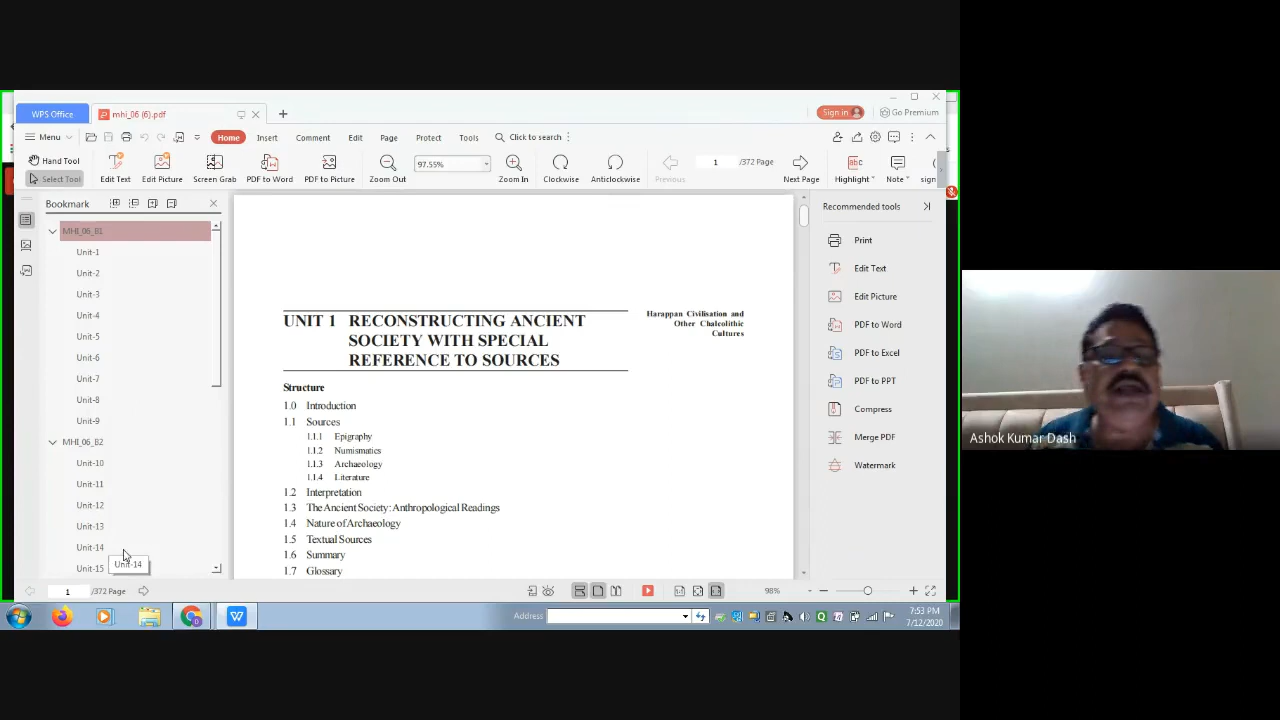 WPS Office
mhi_06 (6).pdf
Sign in
Go Premium
Menu
Home
Insert
Comment
Edit
Page
Protect
Tools
Click to search
Hand Tool
Select Tool
Edit Text
Edit Picture
Screen Grab
PDF to Word
PDF to Picture
Zoom Out
97.55%
Zoom In
Clockwise
Anticlockwise
Previous
1
/372 Page
Next Page
Highlight
Note
sign
Bookmark
MHI_06_B1
Unit-1
Unit-2
Unit-3
Unit-4
Unit-5
Unit-6
Unit-7
Unit-8
Unit-9
MHI_06_B2
Unit-10
Unit-11
Unit-12
Unit-13
Unit-14
Unit-14
Unit-15
UNIT 1 RECONSTRUCTING ANCIENT
SOCIETY WITH SPECIAL
REFERENCE TO SOURCES
Harappan Civilisation and
Other Chalcolithic
Cultures
Structure
1.0 Introduction
1.1 Sources
1.1.1 Epigraphy
1.1.2 Numismatics
1.1.3 Archaeology
1.1.4 Literature
1.2 Interpretation
1.3 The Ancient Society: Anthropological Readings
1.4 Nature of Archaeology
1.5 Textual Sources
1.6 Summary
1.7 Glossary
Recommended tools
Print
Edit Text
Edit Picture
PDF to Word
PDF to Excel
PDF to PPT
Compress
Merge PDF
Watermark
1
/372 Page
98%
Address
7:53 PM
7/12/2020
Ashok Kumar Dash